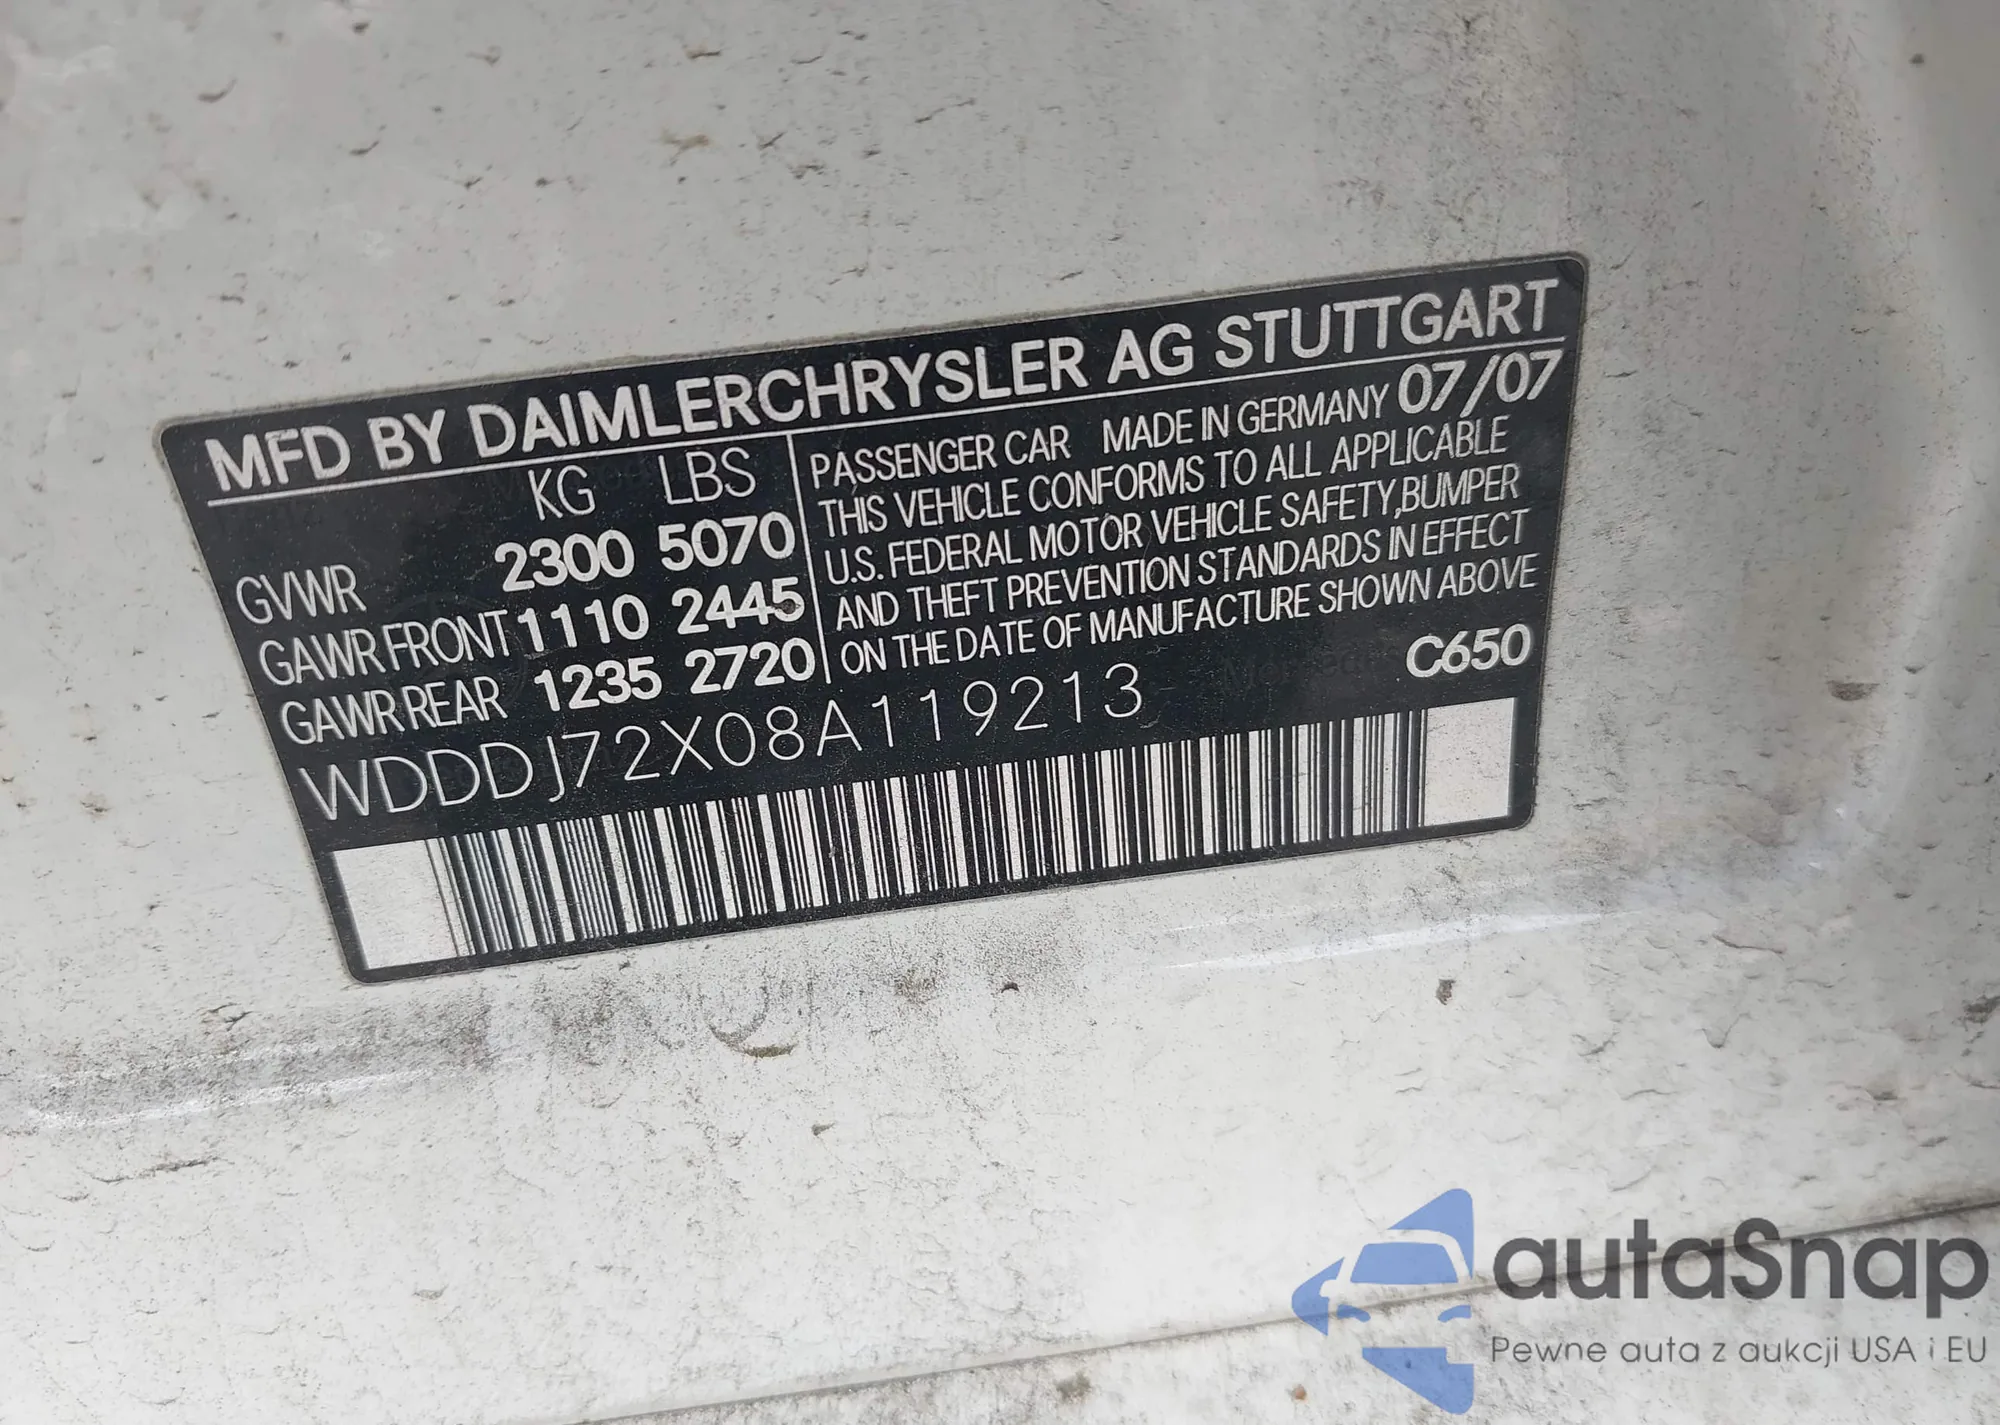 MFD BY DAIMLERCHRYSLER AG STUTTGART
KG LBS
GVWR 2300 5070
GAWR FRONT 1110 2445
GAWR REAR 1235 2720
PASSENGER CAR MADE IN GERMANY 07/07
THIS VEHICLE CONFORMS TO ALL APPLICABLE
U.S. FEDERAL MOTOR VEHICLE SAFETY,BUMPER
AND THEFT PREVENTION STANDARDS IN EFFECT
ON THE DATE OF MANUFACTURE SHOWN ABOVE
C650
WDDDJ72X08A119213
autaSnap
Pewne auta z aukcji USA i EU